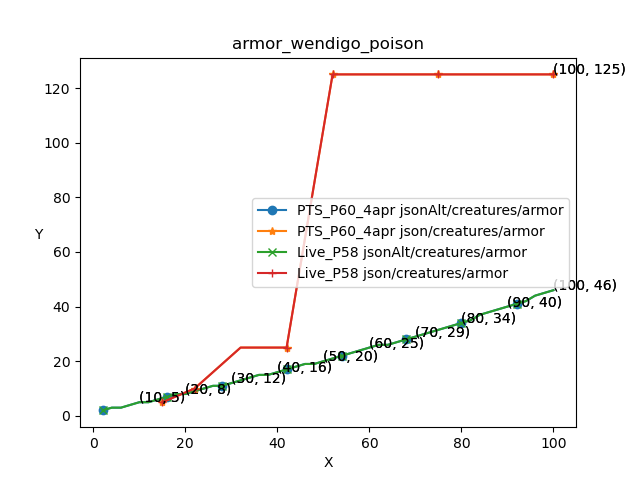 armor_wendigo_poison
120
100
80
60
40
20
0
Y
(100, 125)
PTS_P60_4apr jsonAlt/creatures/armor
PTS_P60_4apr json/creatures/armor
Live_P58 jsonAlt/creatures/armor
Live_P58 json/creatures/armor
(100, 46)
(90, 40)
(80, 34)
(70, 29)
(60, 25)
(50, 20)
(40, 16)
(30, 12)
(20, 8)
(10, 5)
0 20 40 60 80 100
X